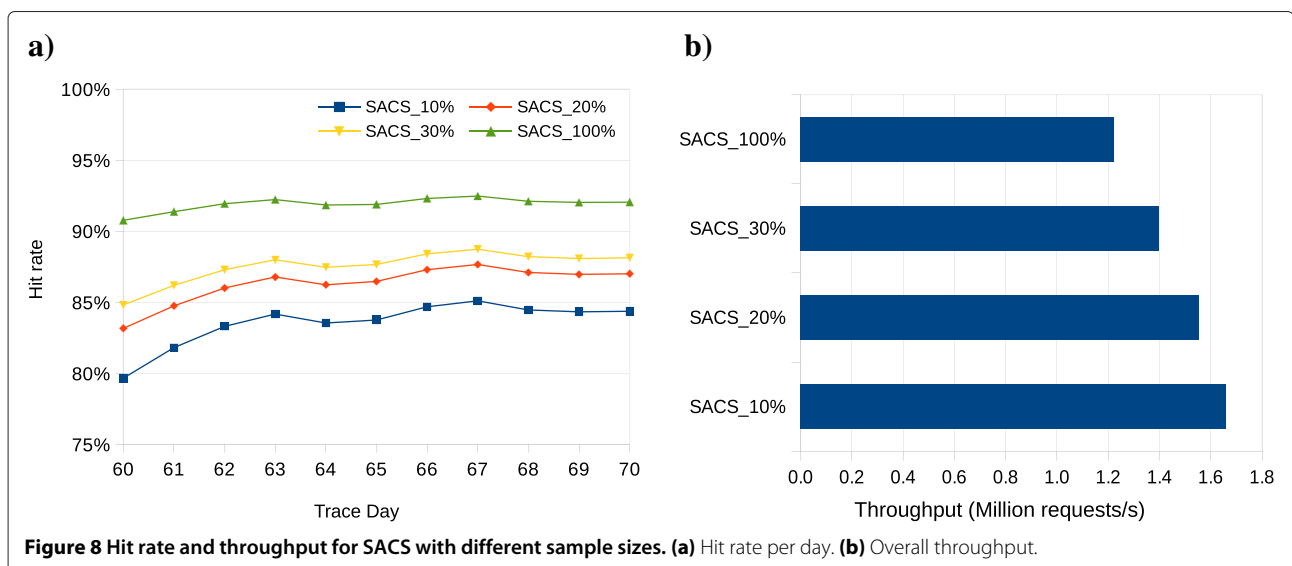 a)
100%
95%
90%
85%
80%
75%
Hit rate
SACS_10% SACS_20%
SACS_30% SACS_100%
60 61 62 63 64 65 66 67 68 69 70
Trace Day
b)
SACS_100%
SACS_30%
SACS_20%
SACS_10%
0.0 0.2 0.4 0.6 0.8 1.0 1.2 1.4 1.6 1.8
Throughput (Million requests/s)
Figure 8 Hit rate and throughput for SACS with different sample sizes. (a) Hit rate per day. (b) Overall throughput.